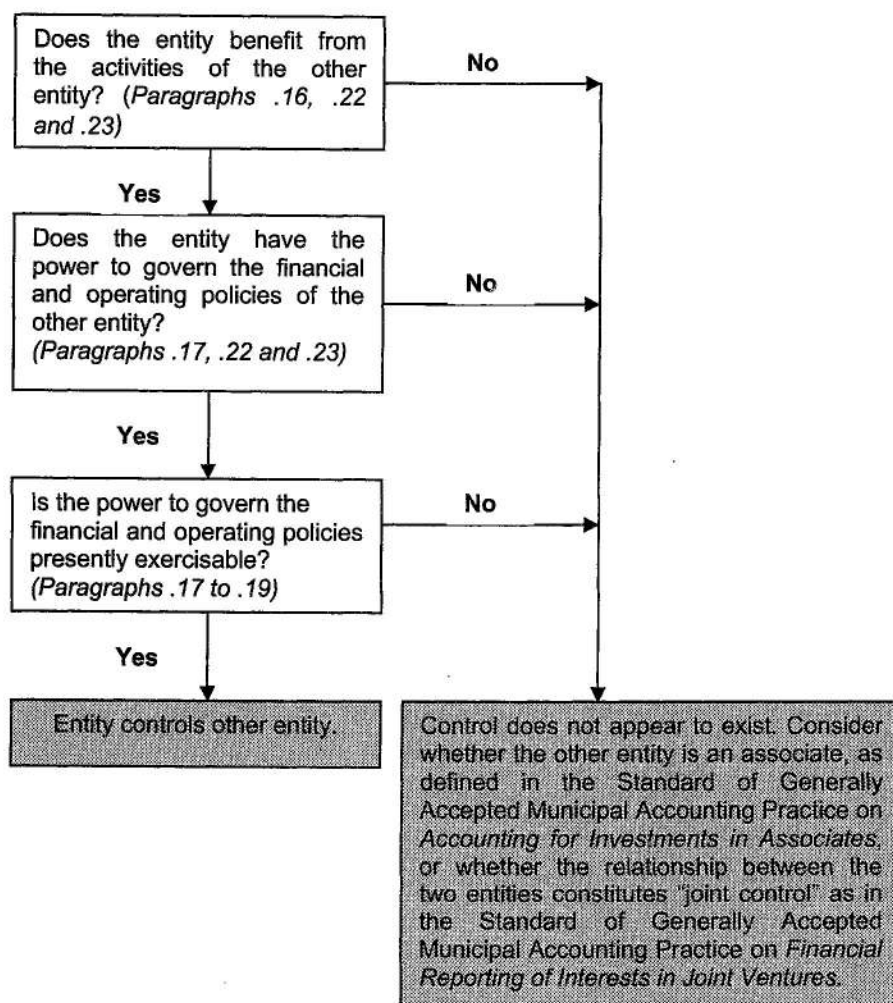 Does the entity benefit from
the activities of the other
entity? (Paragraphs .16, .22
and .23)
No
Yes
Does the entity have the
power to govern the financial
and operating policies of the
other entity?
(Paragraphs .17, .22 and .23)
No
Yes
Is the power to govern the
financial and operating policies
presently exercisable?
(Paragraphs .17 to .19)
No
Yes
Entity controls other entity.
Control does not appear to exist. Consider
whether the other entity is an associate, as
defined in the Standard of Generally
Accepted Municipal Accounting Practice on
Accounting for Investments in Associates,
or whether the relationship between the
two entities constitutes "joint control" as in
the Standard of Generally Accepted
Municipal Accounting Practice on Financial
Reporting of Interests in Joint Ventures.